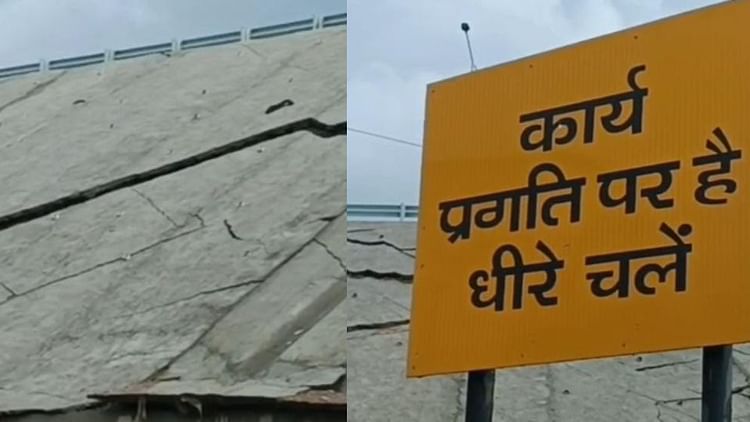 कार्य
प्रगति पर है
धीरे चलें